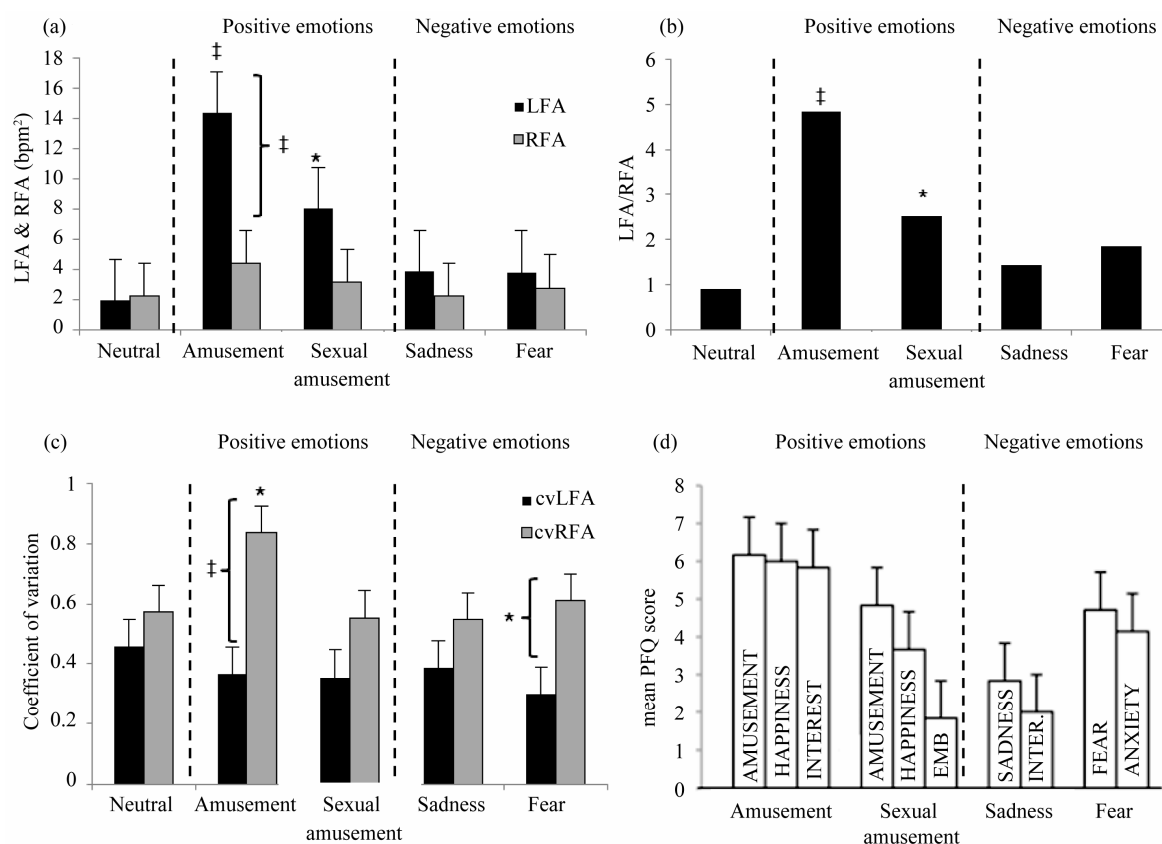 (a)
Positive emotions
Negative emotions
‡
18
16
14
12
10
8
6
4
2
0
LFA & RFA (bpm²)
‡
*
LFA
RFA
Neutral
Amusement
Sexual
amusement
Sadness
Fear
(b)
Positive emotions
Negative emotions
6
5
4
3
2
1
0
LFA/RFA
‡
*
Neutral
Amusement
Sexual
amusement
Sadness
Fear
(c)
Positive emotions
Negative emotions
1
0.8
0.6
0.4
0.2
0
Coefficient of variation
‡
*
*
cvLFA
cvRFA
Neutral
Amusement
Sexual
amusement
Sadness
Fear
(d)
Positive emotions
Negative emotions
8
7
6
5
4
3
2
1
0
mean PFQ score
AMUSEMENT
HAPPINESS
INTEREST
AMUSEMENT
HAPPINESS
EMB
SADNESS
INTER.
FEAR
ANXIETY
Amusement
Sexual
amusement
Sadness
Fear